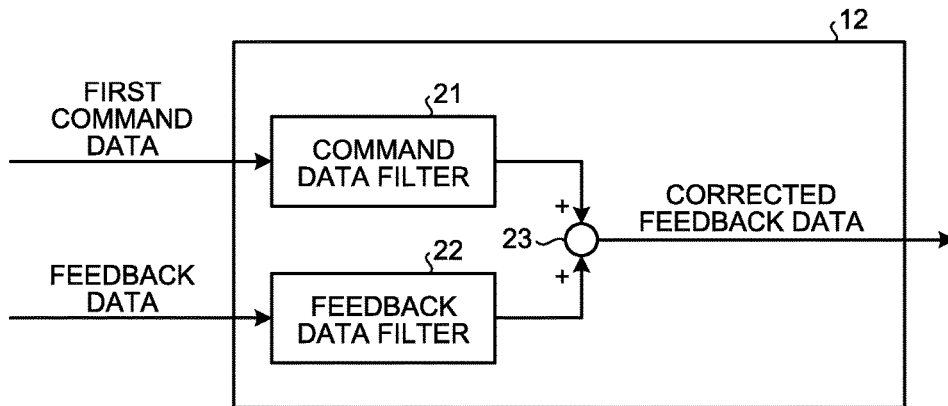 12
FIRST
COMMAND
DATA
21
COMMAND
DATA FILTER
+
23
CORRECTED
FEEDBACK DATA
+
22
FEEDBACK
DATA
FEEDBACK
DATA FILTER